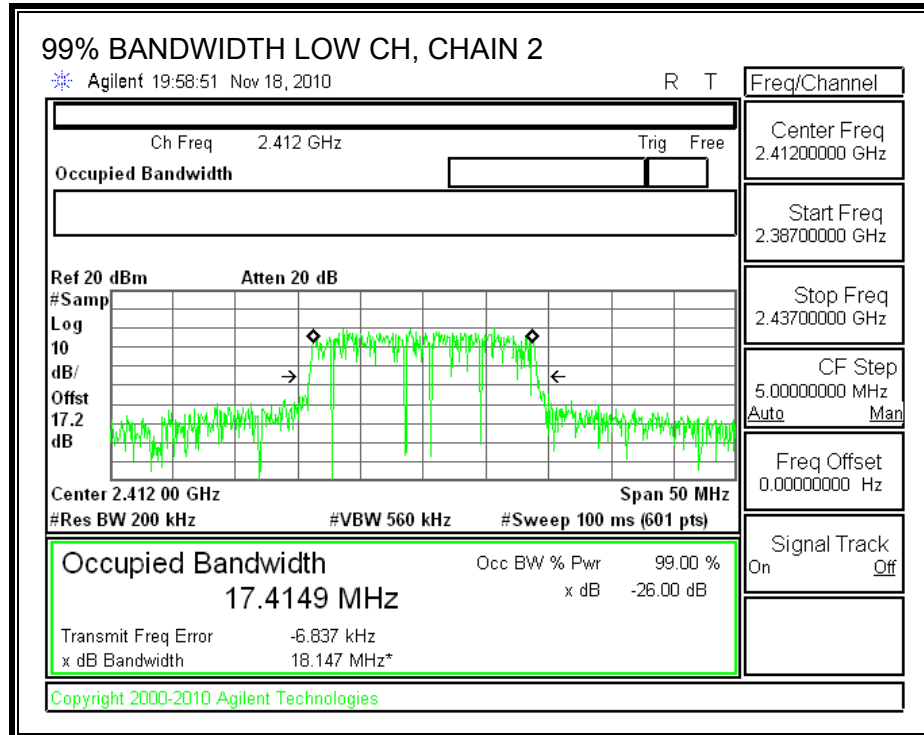 99% BANDWIDTH LOW CH, CHAIN 2
Agilent 19:58:51 Nov 18, 2010 R T
Freq/Channel
Ch Freq 2.412 GHz Trig Free
Occupied Bandwidth
Center Freq
2.41200000 GHz
Start Freq
2.38700000 GHz
Stop Freq
2.43700000 GHz
CF Step
5.00000000 MHz
Auto Man
Freq Offset
0.00000000 Hz
Signal Track
On Off
Ref 20 dBm Atten 20 dB
#Samp
Log
10
dB/
Offst
17.2
dB
Center 2.412 00 GHz Span 50 MHz
#Res BW 200 kHz #VBW 560 kHz #Sweep 100 ms (601 pts)
Occupied Bandwidth Occ BW % Pwr 99.00 %
17.4149 MHz x dB -26.00 dB
Transmit Freq Error -6.837 kHz
x dB Bandwidth 18.147 MHz*
Copyright 2000-2010 Agilent Technologies